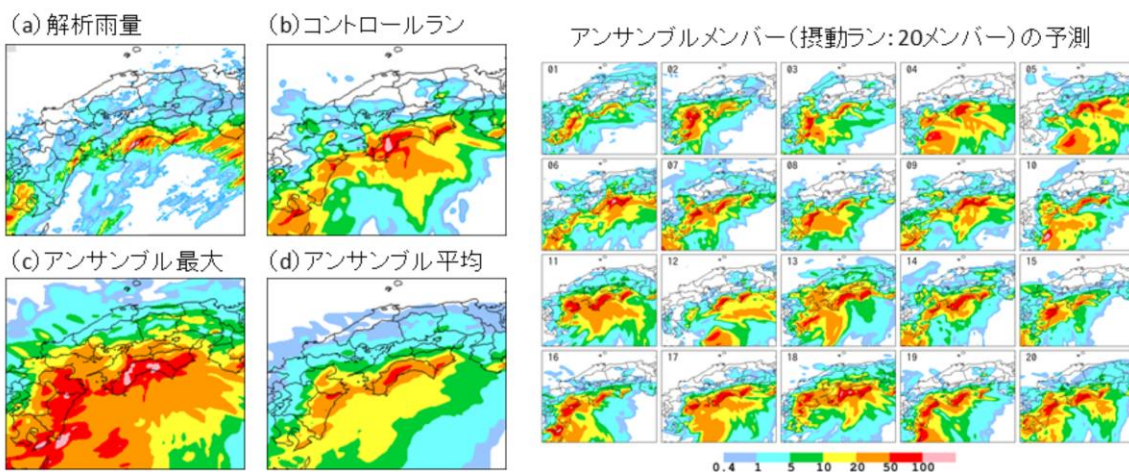 (a)解析雨量
(b)コントロールラン
(c)アンサンブル最大
(d)アンサンブル平均
アンサンブルメンバー(摂動ラン:20メンバー)の予測
01 02 03 04 05
06 07 08 09 10
11 12 13 14 15
16 17 18 19 20
0.4 1 5 10 20 50 100